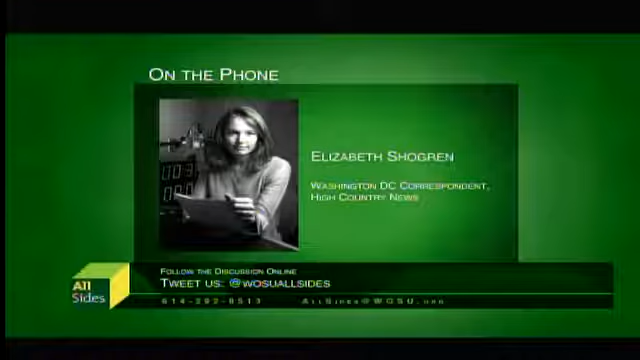 On the Phone
Elizabeth Shogren
Washington DC Correspondent,
High Country News
Follow the Discussion Online
Tweet us: @wosuallsides
614-292-8513 AllSides@WOSU.org
All
Sides